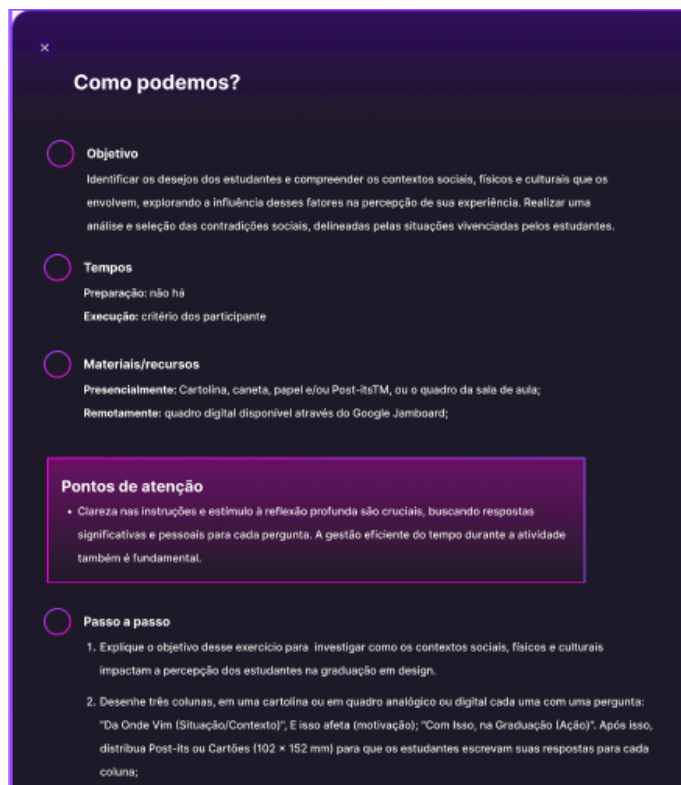 Como podemos?
Objetivo
Identificar os desejos dos estudantes e compreender os contextos sociais, físicos e culturais que os
envolvem, explorando a influência desses fatores na percepção de sua experiência. Realizar uma
análise e seleção das contradições sociais, delineadas pelas situações vivenciadas pelos estudantes.
Tempos
Preparação: não há
Execução: critério dos participante
Materiais/recursos
Presencialmente: Cartolina, caneta, papel e/ou Post-itsTM, ou o quadro da sala de aula;
Remotamente: quadro digital disponível através do Google Jamboard;
Pontos de atenção
• Clareza nas instruções e estímulo à reflexão profunda são cruciais, buscando respostas
significativas e pessoais para cada pergunta. A gestão eficiente do tempo durante a atividade
também é fundamental.
Passo a passo
1. Explique o objetivo desse exercício para investigar como os contextos sociais, físicos e culturais
impactam a percepção dos estudantes na graduação em design.
2. Desenhe três colunas, em uma cartolina ou em quadro analógico ou digital cada uma com uma pergunta:
"Da Onde Vim (Situação/Contexto)", E isso afeta (motivação); "Com Isso, na Graduação (Ação)". Após isso,
distribua Post-its ou Cartões (102 × 152 mm) para que os estudantes escrevam suas respostas para cada
coluna;